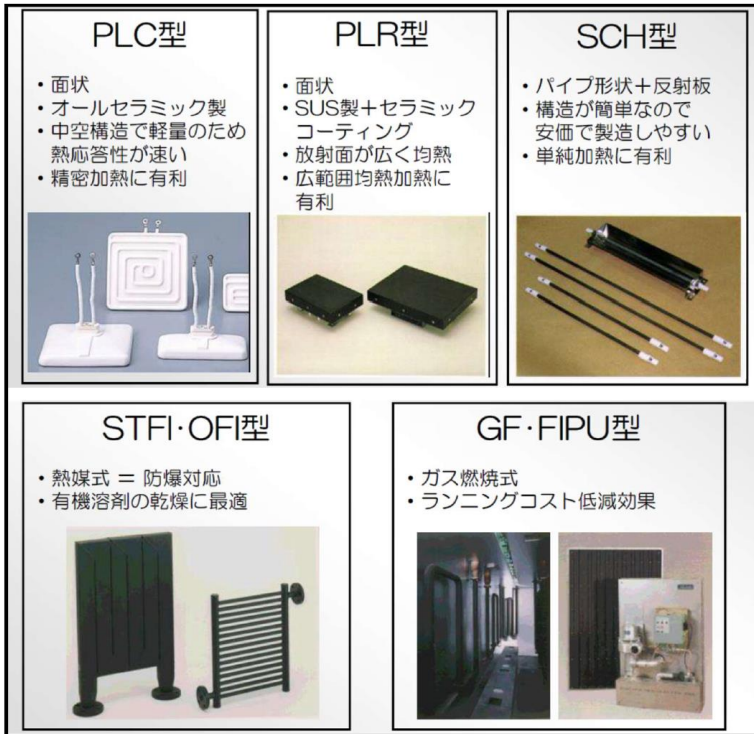 PLC型
・面状
・オールセラミック製
・中空構造で軽量のため
熱応答性が速い
・精密加熱に有利
PLR型
・面状
・SUS製＋セラミック
コーティング
・放射面が広く均熱
・広範囲均熱加熱に
有利
SCH型
・パイプ形状＋反射板
・構造が簡単なので
安価で製造しやすい
・単純加熱に有利
STFI・OFI型
・熱媒式 ＝ 防爆対応
・有機溶剤の乾燥に最適
GF・FIPU型
・ガス燃焼式
・ランニングコスト低減効果